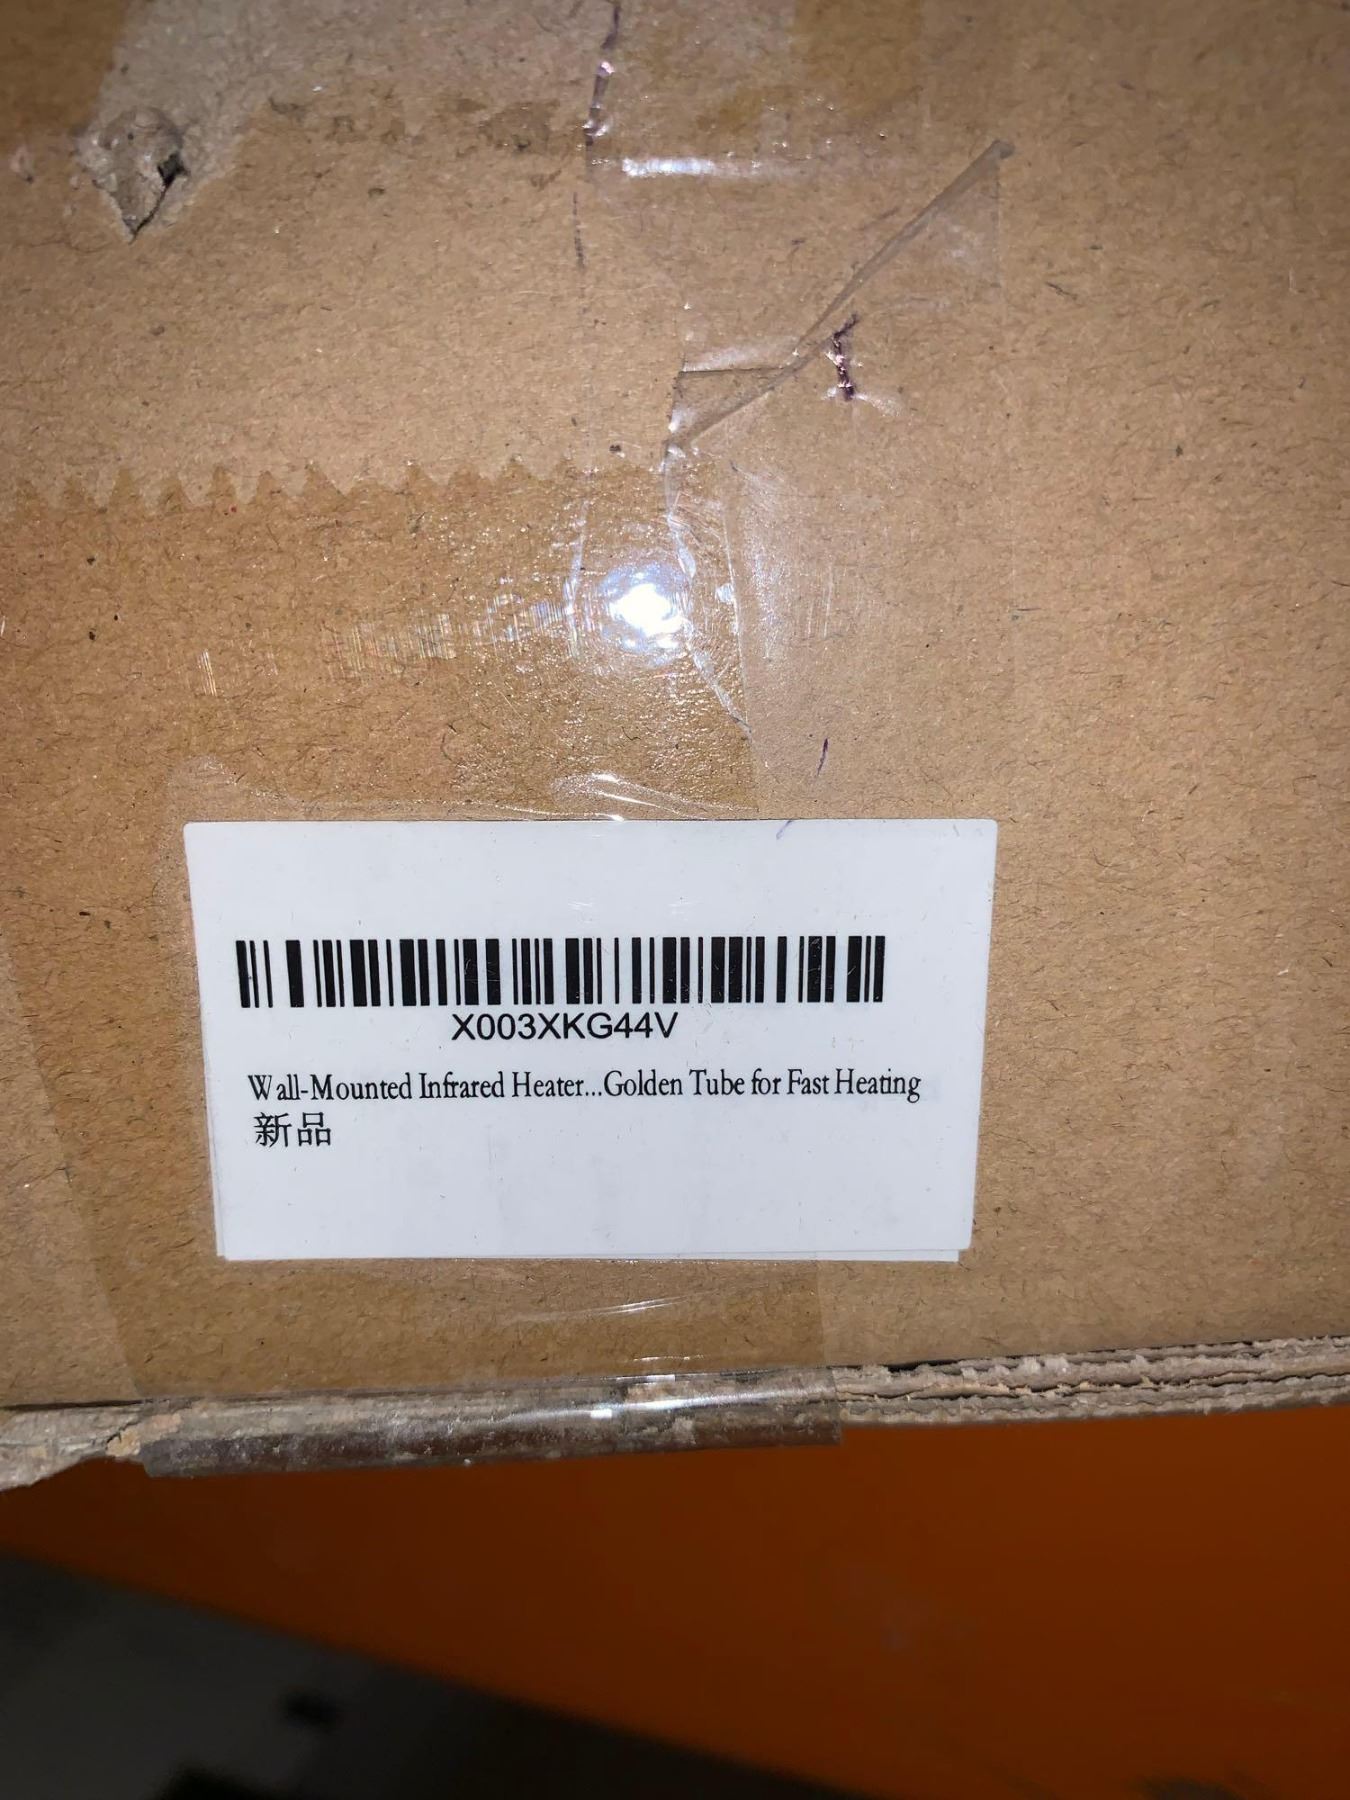 X003XKG44V
Wall-Mounted Infrared Heater...Golden Tube for Fast Heating
新品